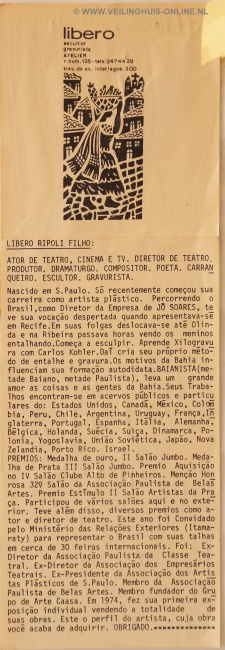 © WWW.VEILINGHUIS-ONLINE.NL
libero
escultor
gravurista
ATELIER
r. hum. 135 - tele: 2474429
trav. da av. interlagos-300
LIBERO RIPOLI FILHO:
ATOR DE TEATRO, CINEMA E TV. DIRETOR DE TEATRO.
PRODUTOR. DRAMATURGO. COMPOSITOR. POETA. CARRAN
QUEIRO. ESCULTOR. GRAVURISTA.
Nascido em S.Paulo. Só recentemente começou sua
carreira como artista plástico. Percorrendo o
Brasil,como Diretor da Empresa de JÔ SOARES, te
ve sua vocação despertada quando apresentava-se
em Recife.Em suas folgas deslocava-se até Olin
da e na Ribeira passava horas vendo os meninos
entalhando.Começa a esculpir. Aprende Xilogravu
ra com Carlos Kohler.Daí cria seu próprio méto-
do de entalhe e gravura.Os motivos da Bahia in-
fluenciam sua formação autodidata.BAIANISTA(me-
tade Baiano, metade Paulista), leva um grande
amor as coisas e as gentes da Bahia.Seus Traba-
lhos encontram-se em acervos públicos e particu
lares do: Estados Unidos, Canadá, México, Colôm
bia, Peru, Chile, Argentina, Uruguay, França,In
glaterra, Portugal, Espanha, Itália, Alemanha,
Bélgica, Holanda, Suécia, Suiça, Dinamarca, Po-
lonia, Yogoslavia, União Soviética, Japão, Nova
Zelandia, Porto Rico. Israel.
PREMIOS: Medalha de ouro, II Salão Jumbo. Meda-
lha de Prata III Salão Jumbo. Premio Aquisição
no IV Salão Clube Alto de Pinheiros. Menção Hon
rosa 329 Salão da Associação Paulista de Belas
Artes. Premio Estímulo II Salão Artistas da Pra
ça. Participou de vários salões aqui e no exte-
rior. Teve além disso, diversos premios como a-
tor e diretor de teatro. Este ano foi Convidado
pelo Ministério das Relações Exteriores (Itama-
raty) para representar o Brasil com suas talhas
em cerca de 30 feiras internacionais. Foi: Ex-
Diretor da Associação Paulista da Classe Tea-
tral. Ex-Diretor da Associação dos Empresários
Teatrais. Ex-Presidente da Associação dos Artis
tas Plásticos de S.Paulo. Membro da Associação
Paulista de Belas Artes. Membro fundador do Gru
po de Arte Caasa. Em 1974, fez sua primeira ex-
posição individual vendendo a totalidade de
suas obras. Este o perfil do artista, cuja obra
você acaba de adquirir. OBRIGADO.